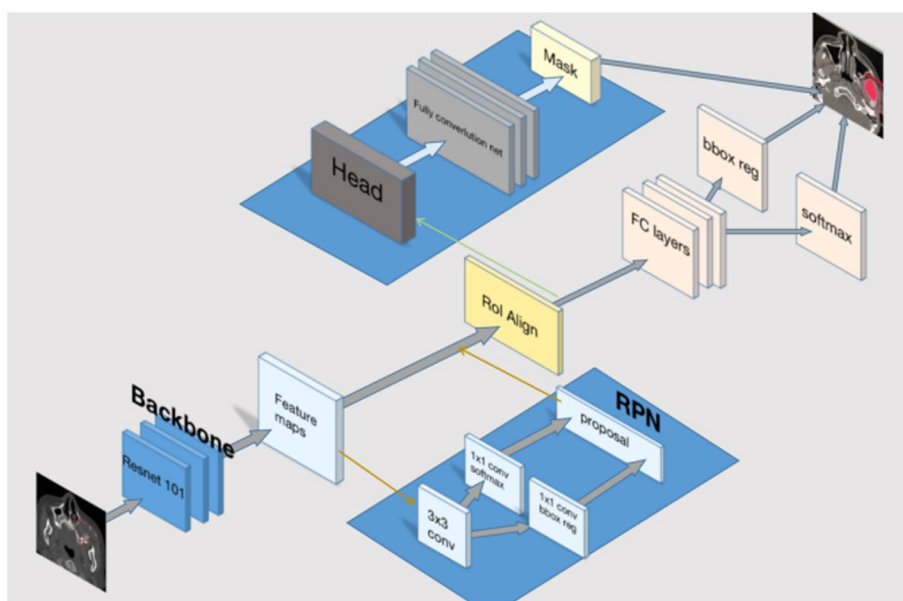 Mask
Fully converlution net
Head
bbox reg
FC layers
softmax
RoI Align
Backbone
Resnet 101
Feature
maps
RPN
proposal
1x1 conv
softmax
1x1 conv
bbox reg
3x3
conv